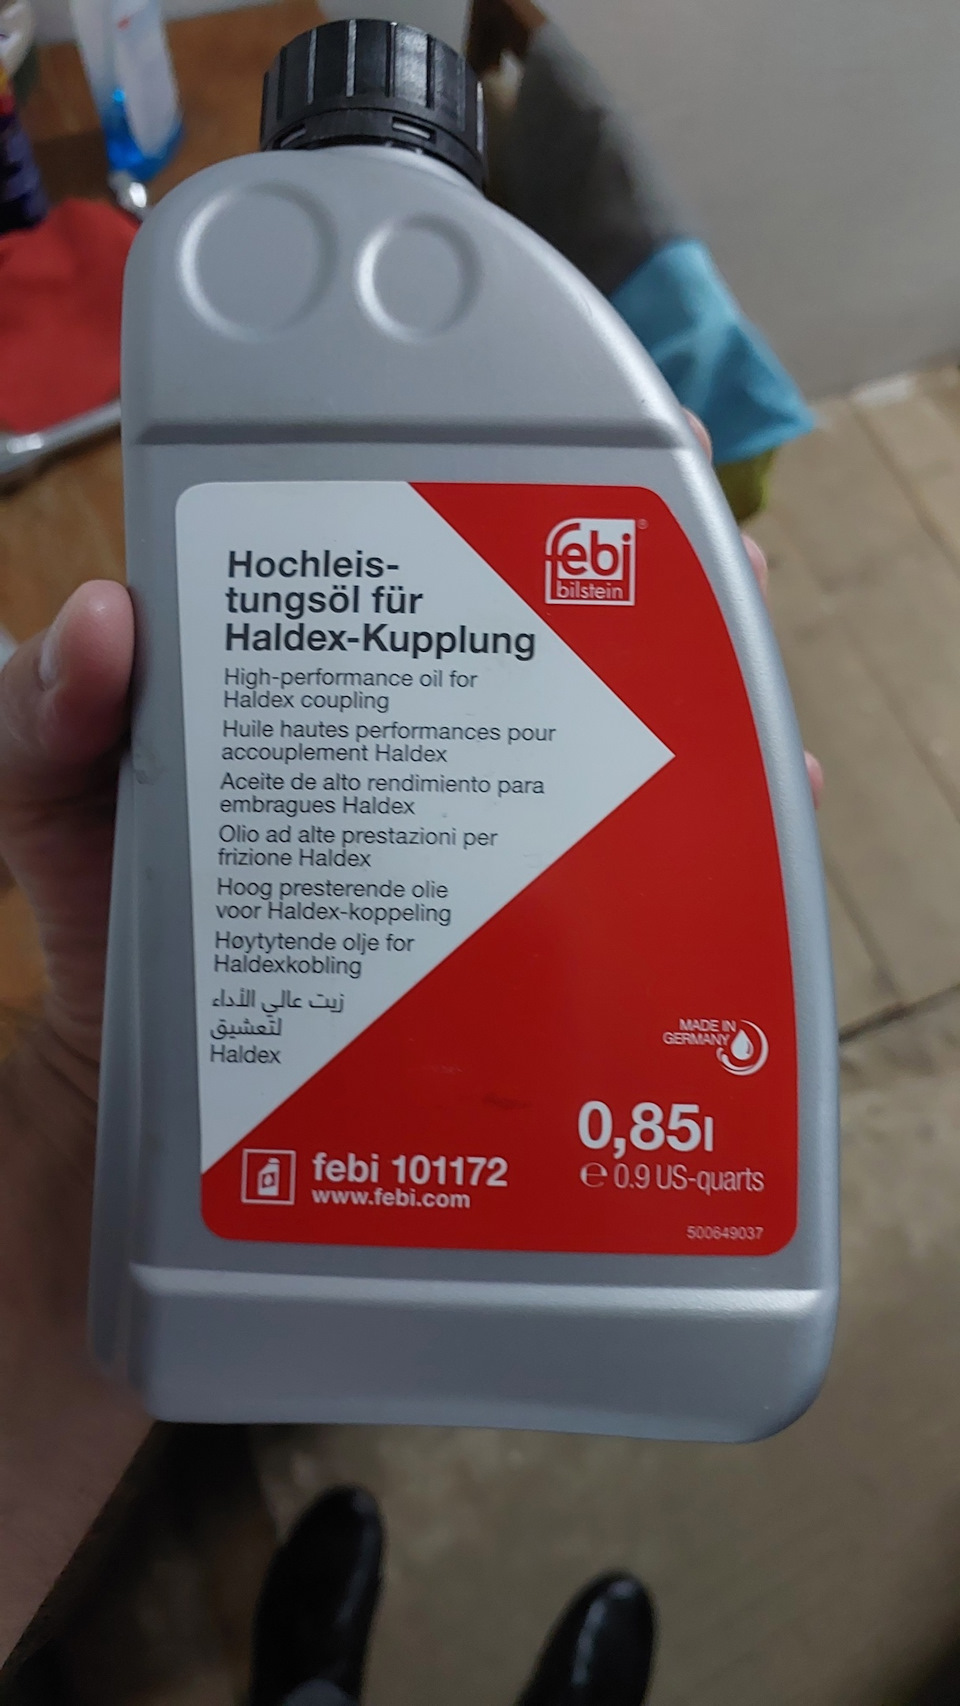 febi®
bilstein
Hochleis-
tungsöl für
Haldex-Kupplung
High-performance oil for
Haldex coupling
Huile hautes performances pour
accouplement Haldex
Aceite de alto rendimiento para
embragues Haldex
Olio ad alte prestazioni per
frizione Haldex
Hoog presterende olie
voor Haldex-koppeling
Høytytende olje for
Haldexkobling
زيت عالي الأداء
لتعشيق
Haldex
MADE IN
GERMANY
0,85l
℮ 0.9 US-quarts
febi 101172
www.febi.com
500649037